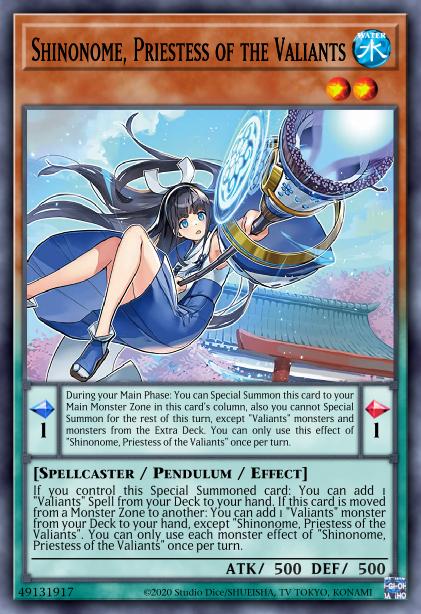 Shinonome, Priestess of the Valiants
WATER
水
During your Main Phase: You can Special Summon this card to your
Main Monster Zone in this card's column, also you cannot Special
Summon for the rest of this turn, except "Valiants" monsters and
monsters from the Extra Deck. You can only use this effect of
"Shinonome, Priestess of the Valiants" once per turn.
1
1
[Spellcaster / Pendulum / Effect]
If you control this Special Summoned card: You can add 1
"Valiants" Spell from your Deck to your hand. If this card is moved
from a Monster Zone to another: You can add 1 "Valiants" monster
from your Deck to your hand, except "Shinonome, Priestess of the
Valiants". You can only use each monster effect of
"Shinonome, Priestess of the Valiants" once per turn.
ATK/ 500 DEF/ 500
49131917
©2020 Studio Dice/SHUEISHA, TV TOKYO, KONAMI